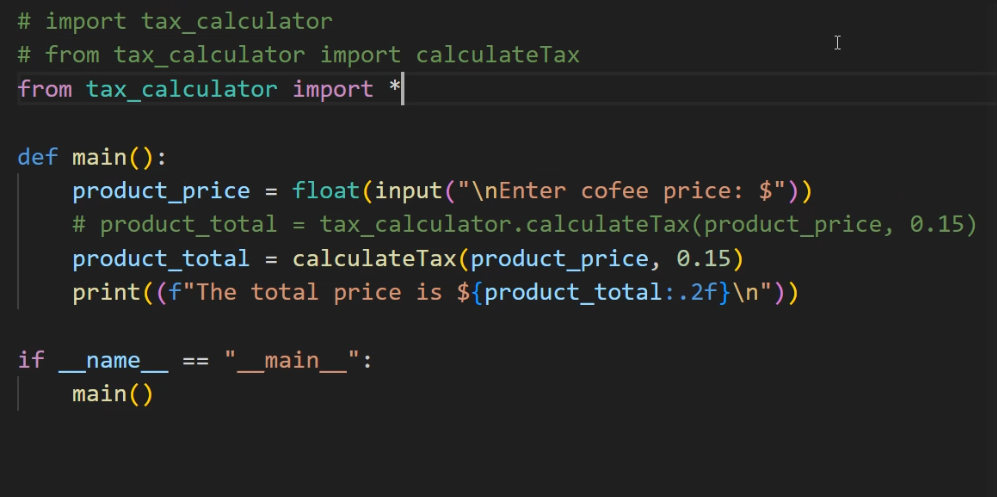 # import tax_calculator
# from tax_calculator import calculateTax
from tax_calculator import *
def main():
    product_price = float(input("\nEnter cofee price: $"))
    # product_total = tax_calculator.calculateTax(product_price, 0.15)
    product_total = calculateTax(product_price, 0.15)
    print((f"The total price is ${product_total:.2f}\n"))
if __name__ == "__main__":
    main()